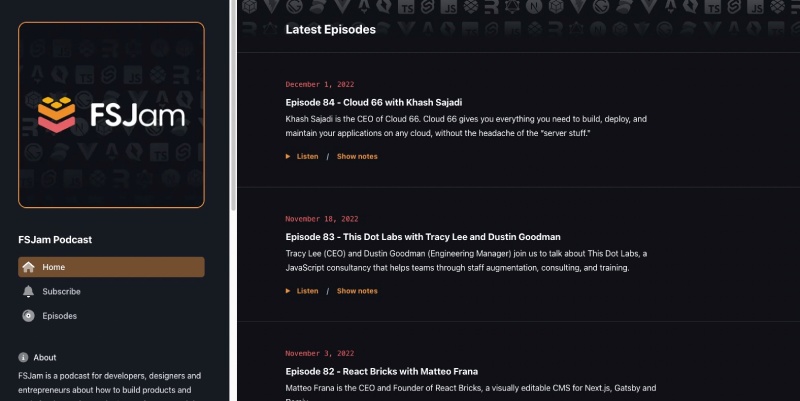 FSJam
FSJam Podcast
Home
Subscribe
Episodes
About
FSJam is a podcast for developers, designers and
entrepreneurs about how to build products and
Latest Episodes
December 1, 2022
Episode 84 - Cloud 66 with Khash Sajadi
Khash Sajadi is the CEO of Cloud 66. Cloud 66 gives you everything you need to build, deploy, and
maintain your applications on any cloud, without the headache of the "server stuff."
Listen / Show notes
November 18, 2022
Episode 83 - This Dot Labs with Tracy Lee and Dustin Goodman
Tracy Lee (CEO) and Dustin Goodman (Engineering Manager) join us to talk about This Dot Labs, a
JavaScript consultancy that helps teams through staff augmentation, consulting, and training.
Listen / Show notes
November 3, 2022
Episode 82 - React Bricks with Matteo Frana
Matteo Frana is the CEO and Founder of React Bricks, a visually editable CMS for Next.js, Gatsby and